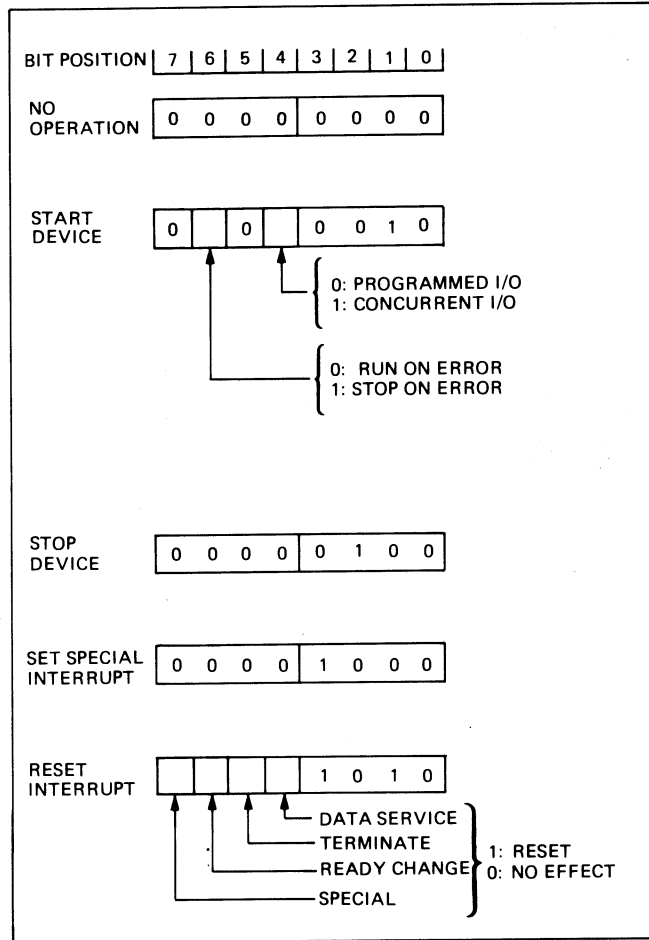 BIT POSITION 7 6 5 4 3 2 1 0
NO
OPERATION 0 0 0 0 0 0 0 0
START
DEVICE 0 0 0 0 1 0
0: PROGRAMMED I/O
1: CONCURRENT I/O
0: RUN ON ERROR
1: STOP ON ERROR
STOP
DEVICE 0 0 0 0 0 1 0 0
SET SPECIAL
INTERRUPT 0 0 0 0 1 0 0 0
RESET
INTERRUPT 1 0 1 0
DATA SERVICE
TERMINATE
READY CHANGE
SPECIAL
1: RESET
0: NO EFFECT